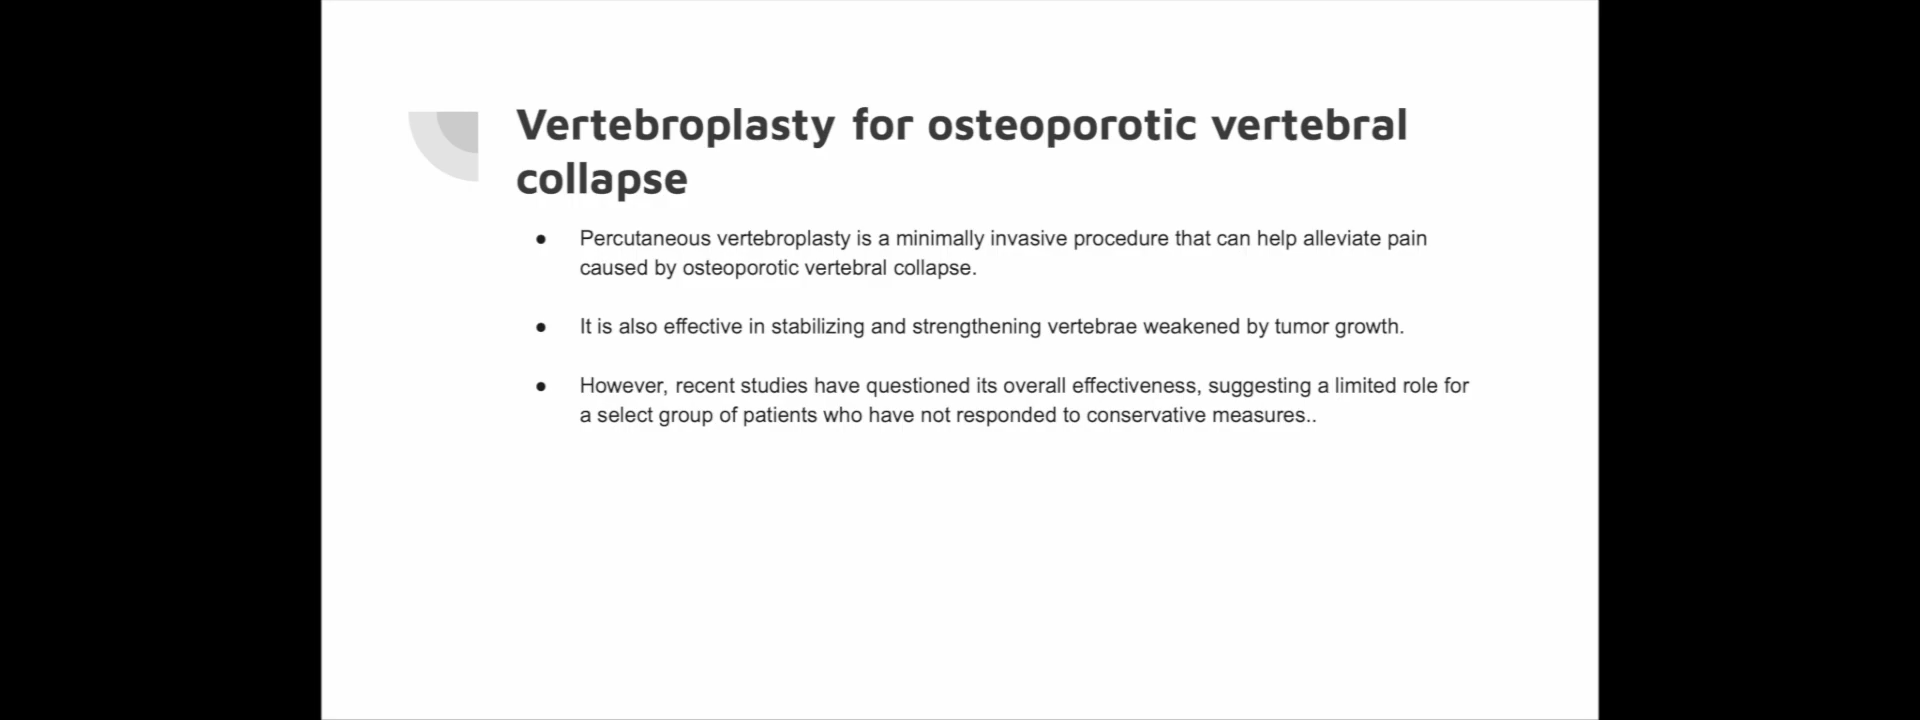 Vertebroplasty for osteoporotic vertebral
collapse
● Percutaneous vertebroplasty is a minimally invasive procedure that can help alleviate pain
caused by osteoporotic vertebral collapse.
● It is also effective in stabilizing and strengthening vertebrae weakened by tumor growth.
● However, recent studies have questioned its overall effectiveness, suggesting a limited role for
a select group of patients who have not responded to conservative measures..